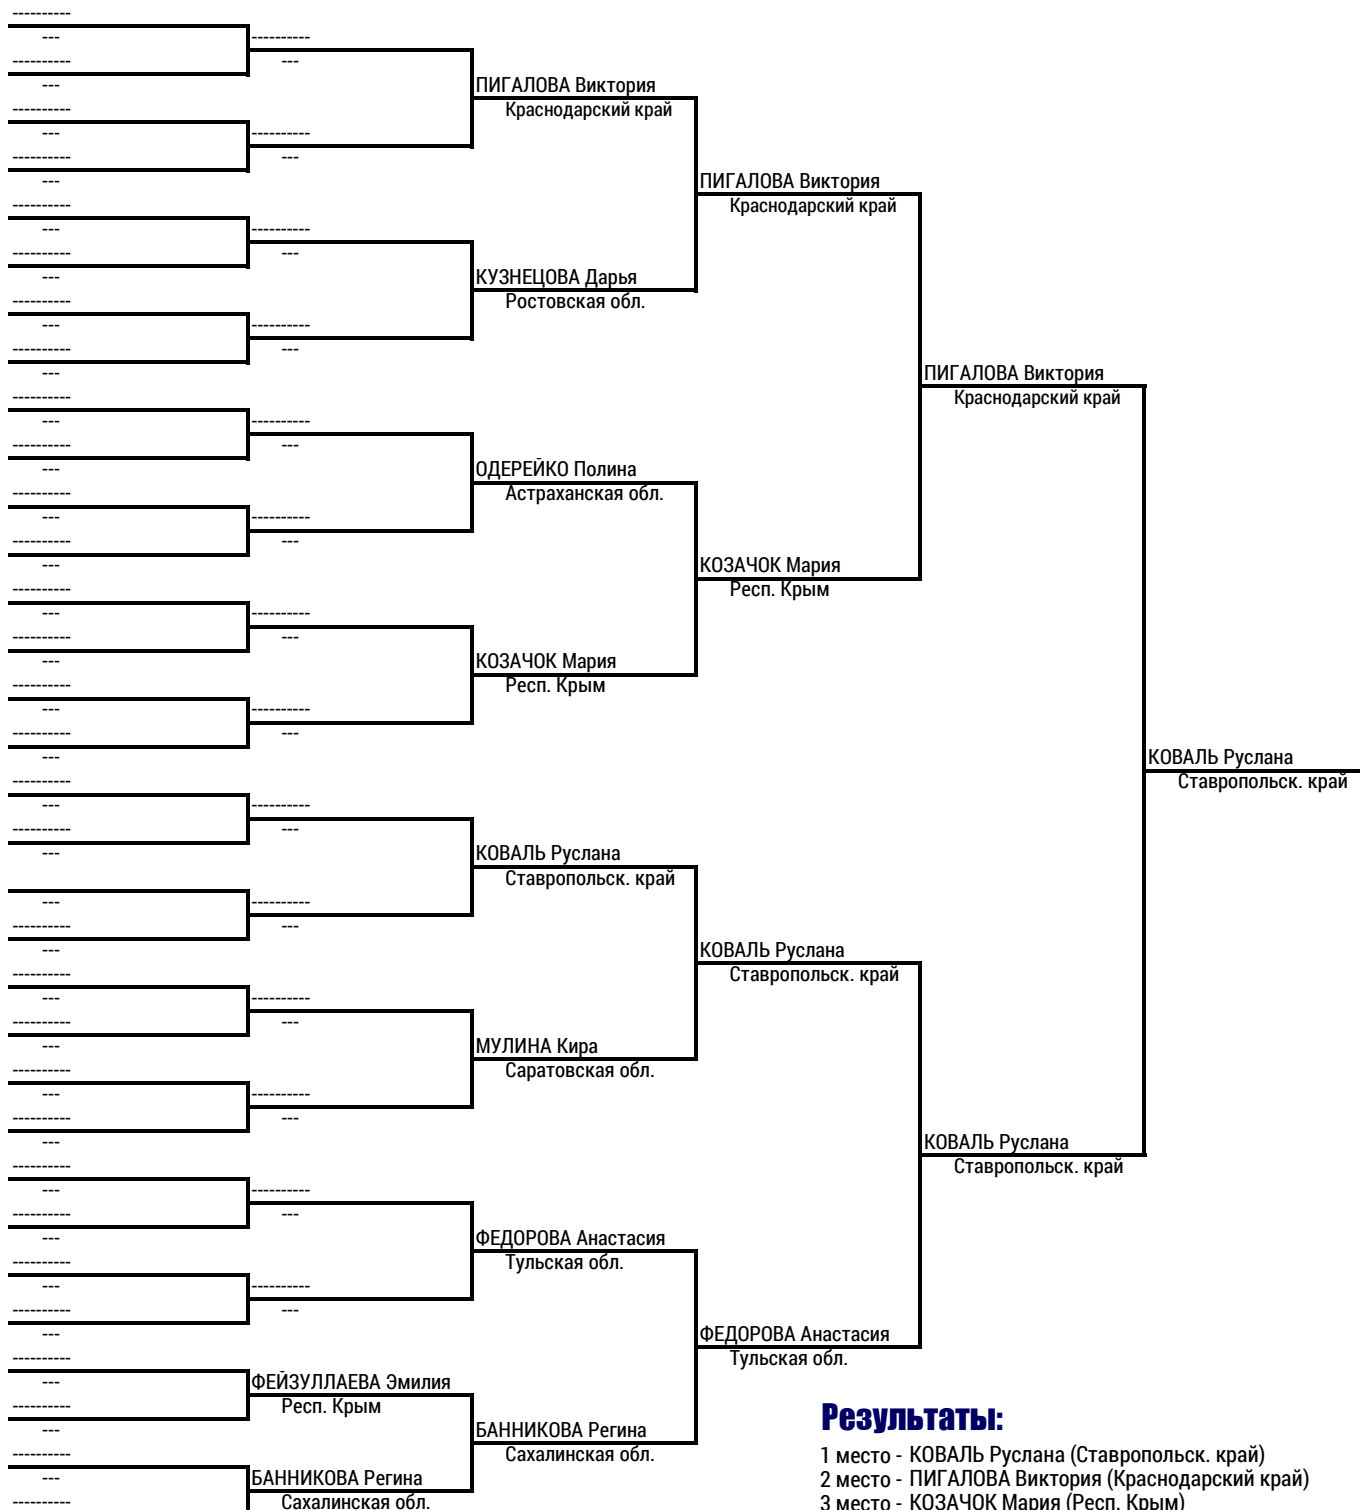 ПИГАЛОВА Виктория
Краснодарский край
ПИГАЛОВА Виктория
Краснодарский край
КУЗНЕЦОВА Дарья
Ростовская обл.
ПИГАЛОВА Виктория
Краснодарский край
ОДЕРЕЙКО Полина
Астраханская обл.
КОЗАЧОК Мария
Респ. Крым
КОЗАЧОК Мария
Респ. Крым
КОВАЛЬ Руслана
Ставропольск. край
КОВАЛЬ Руслана
Ставропольск. край
КОВАЛЬ Руслана
Ставропольск. край
МУЛИНА Кира
Саратовская обл.
КОВАЛЬ Руслана
Ставропольск. край
ФЕДОРОВА Анастасия
Тульская обл.
ФЕДОРОВА Анастасия
Тульская обл.
ФЕЙЗУЛЛАЕВА Эмилия
Респ. Крым
БАННИКОВА Регина
Сахалинская обл.
БАННИКОВА Регина
Сахалинская обл.
Результаты:
1 место - КОВАЛЬ Руслана (Ставропольск. край)
2 место - ПИГАЛОВА Виктория (Краснодарский край)
3 место - КОЗАЧОК Мария (Респ. Крым)